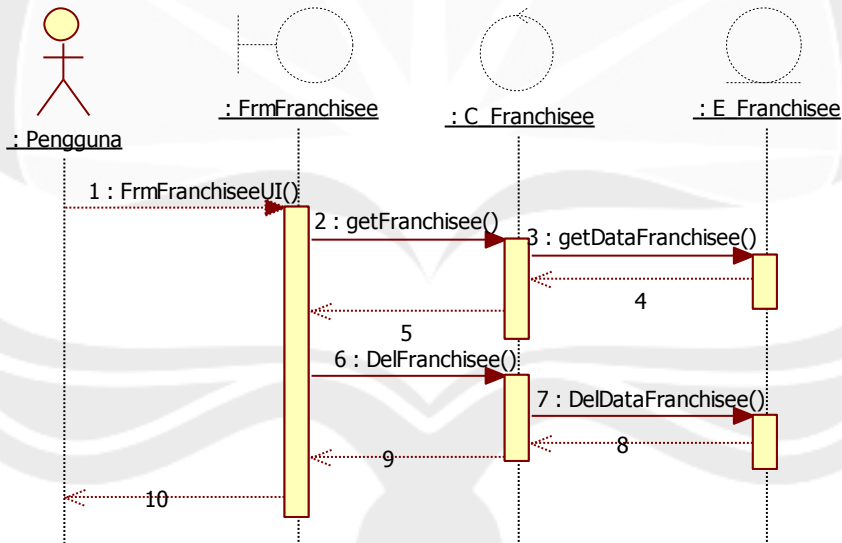 : FrmFranchisee
: C_Franchisee
: E_Franchisee
: Pengguna
1 : FrmFranchiseeUI()
2 : getFranchisee()
3 : getDataFranchisee()
4
5
6 : DelFranchisee()
7 : DelDataFranchisee()
8
9
10